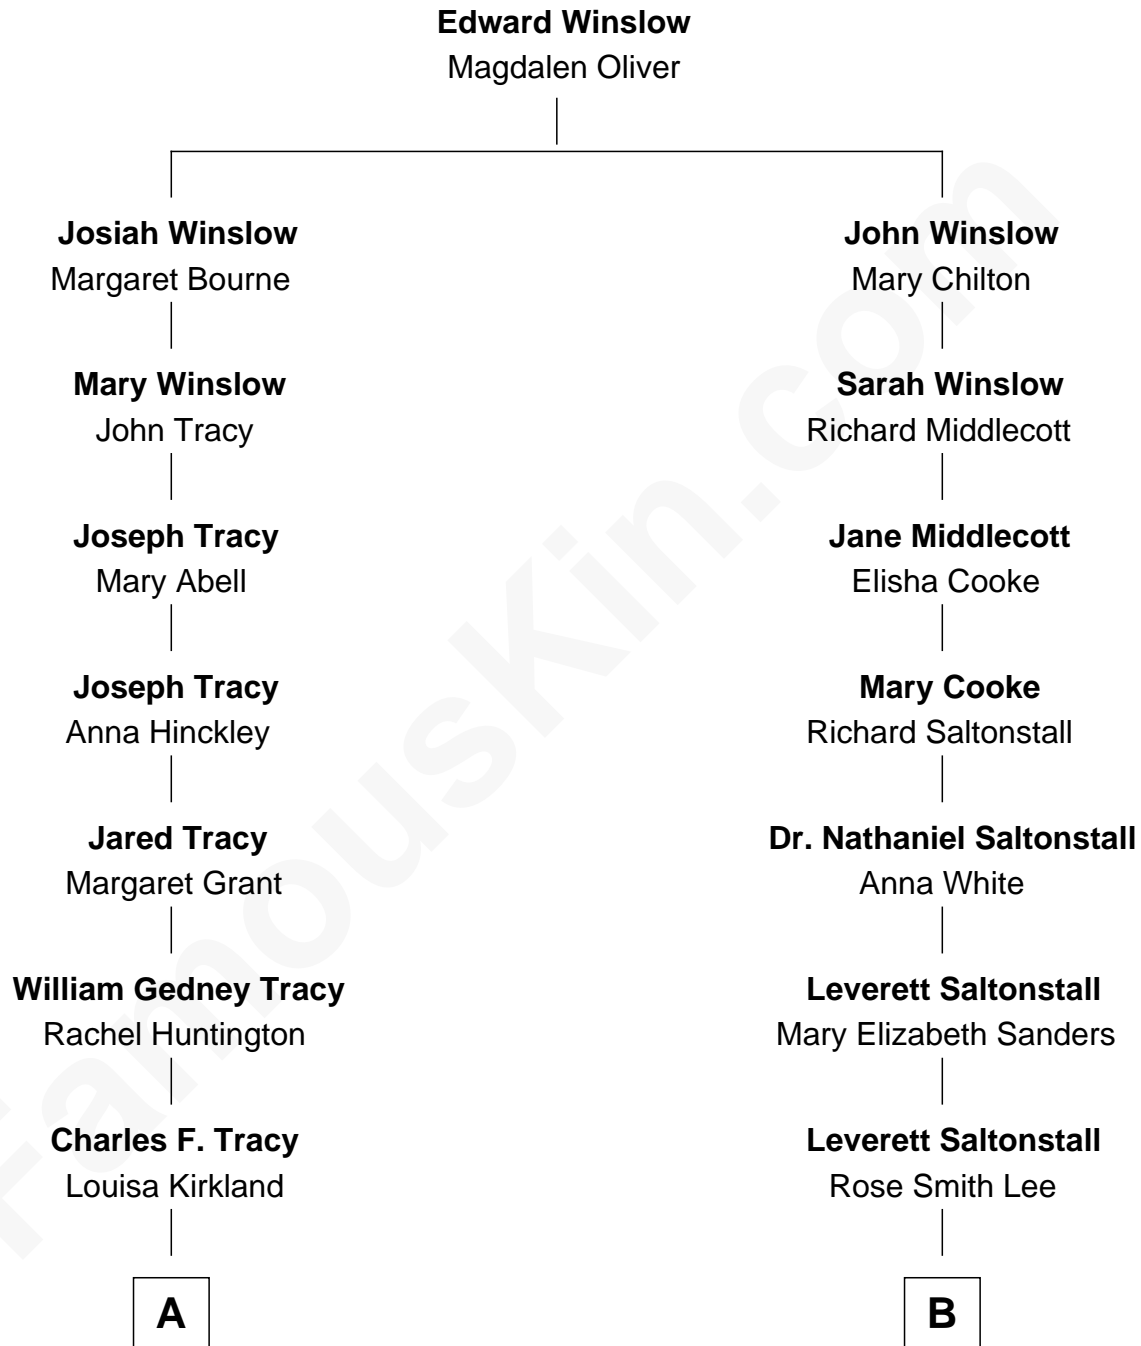 Edward Winslow
Magdalen Oliver
Josiah Winslow
Margaret Bourne
John Winslow
Mary Chilton
Mary Winslow
John Tracy
Sarah Winslow
Richard Middlecott
Joseph Tracy
Mary Abell
Jane Middlecott
Elisha Cooke
Joseph Tracy
Anna Hinckley
Mary Cooke
Richard Saltonstall
Jared Tracy
Margaret Grant
Dr. Nathaniel Saltonstall
Anna White
William Gedney Tracy
Rachel Huntington
Leverett Saltonstall
Mary Elizabeth Sanders
Charles F. Tracy
Louisa Kirkland
Leverett Saltonstall
Rose Smith Lee
A
B
FamousKin.com